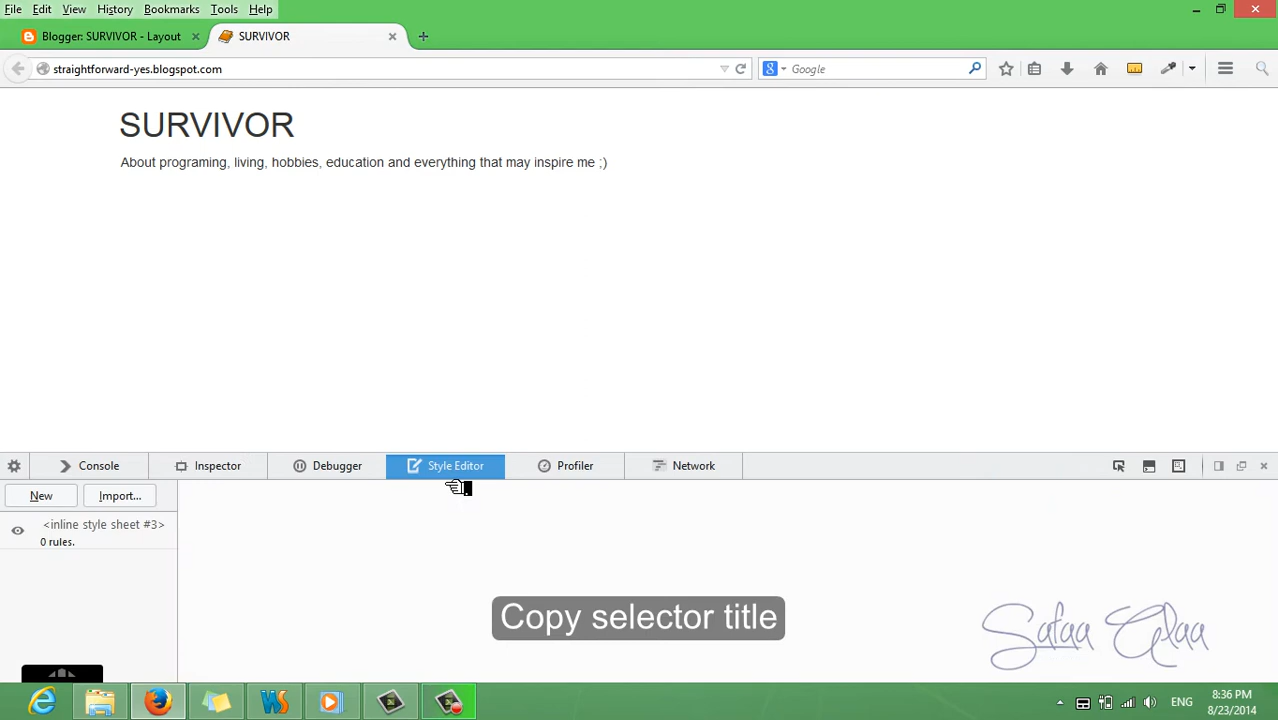 File Edit View History Bookmarks Tools Help
Blogger: SURVIVOR - Layout
SURVIVOR
straightforward-yes.blogspot.com
Google
SURVIVOR
About programing, living, hobbies, education and everything that may inspire me ;)
Console Inspector Debugger Style Editor Profiler Network
New Import...
<inline style sheet #3>
0 rules.
Copy selector title
Safaa Alaa
ENG
8:36 PM
8/23/2014